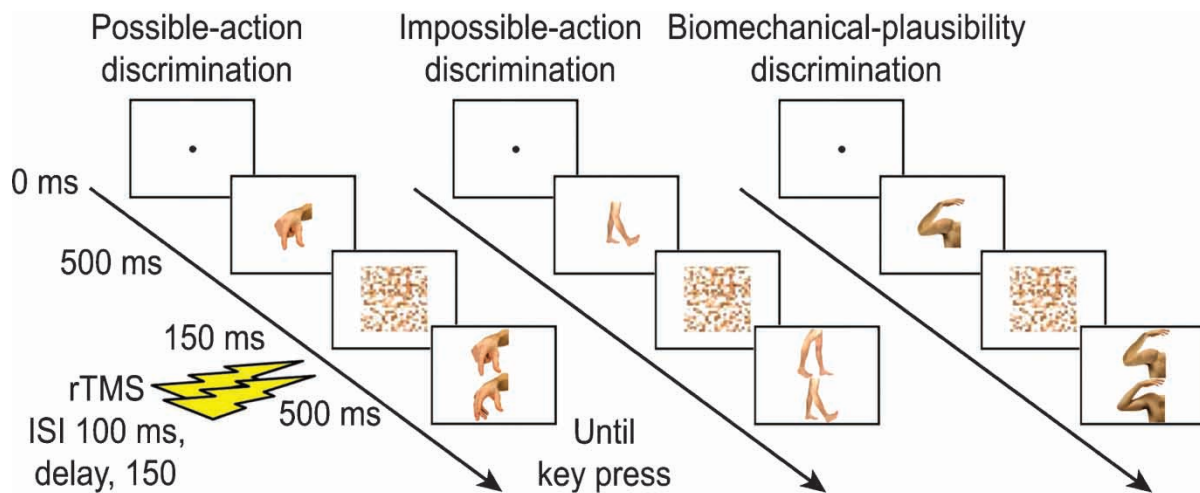 Possible-action
discrimination
Impossible-action
discrimination
Biomechanical-plausibility
discrimination
0 ms
500 ms
150 ms
rTMS
500 ms
ISI 100 ms,
delay, 150
Until
key press